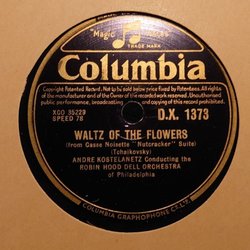 Magic Notes
TRADE MARK
Columbia
Copyright Records. Not to be sold below price fixed by Patentees. All rights
of the manufacturer and of the Owner of the recorded work reserved. Unauthorised
public performance, broadcasting and copying of this record prohibited.
XCO 35229
SPEED 78
D.X. 1373
WALTZ OF THE FLOWERS
(from Casse Noisette "Nutcracker" Suite)
(Tchaikovsky)
ANDRE KOSTELANETZ Conducting the
ROBIN HOOD DELL ORCHESTRA
of Philadelphia
COLUMBIA GRAPHOPHONE CO. LTD.